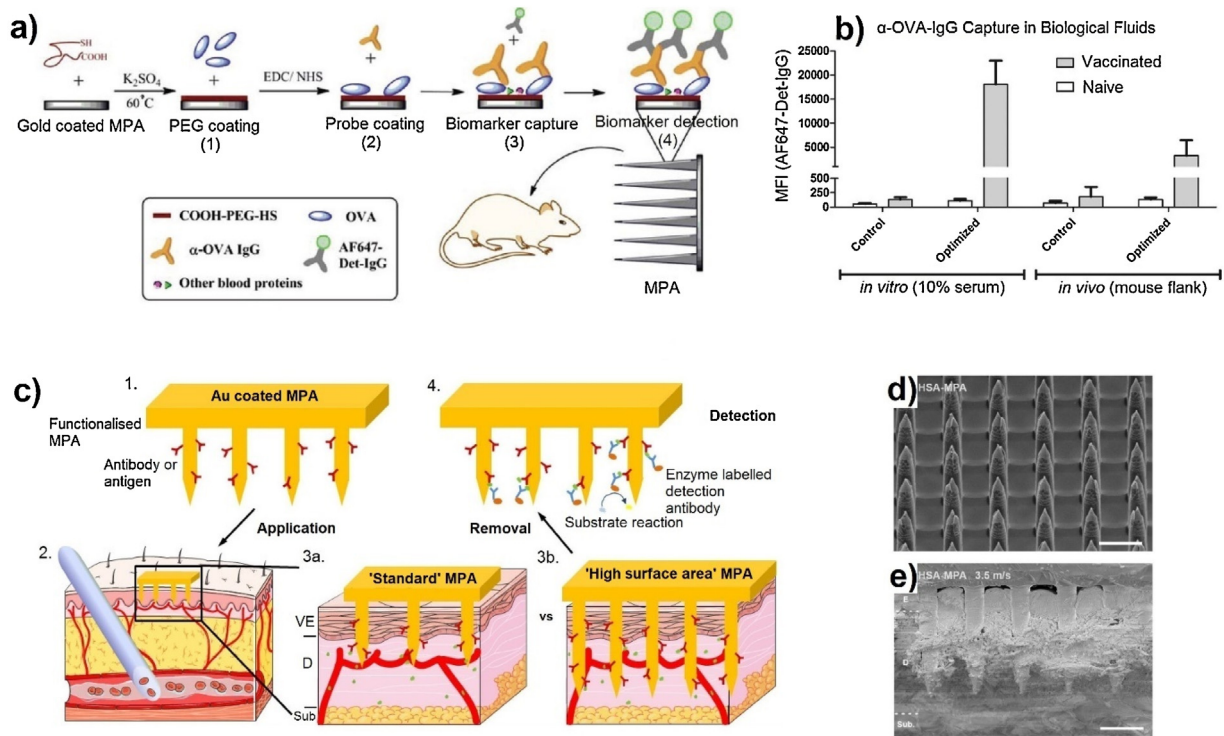 a)
SH
COOH
+
K₂SO₄
60°C
+
EDC/ NHS
+
+
Gold coated MPA
PEG coating
(1)
Probe coating
(2)
Biomarker capture
(3)
Biomarker detection
(4)
COOH-PEG-HS
OVA
α-OVA IgG
AF647-
Det-IgG
Other blood proteins
MPA
b)
α-OVA-IgG Capture in Biological Fluids
MFI (AF647-Det-IgG)
25000
20000
15000
10000
5000
500
250
0
Vaccinated
Naive
Control
Optimized
Control
Optimized
in vitro (10% serum)
in vivo (mouse flank)
c)
1.
Au coated MPA
Functionalised
MPA
Antibody or
antigen
Application
4.
Detection
Enzyme labelled
detection
antibody
Substrate reaction
Removal
2.
3a.
'Standard' MPA
VE
D
Sub
vs
3b.
'High surface area' MPA
d)
HSA-MPA
e)
HSA-MPA 3.5 m/s
E
D
Sub.